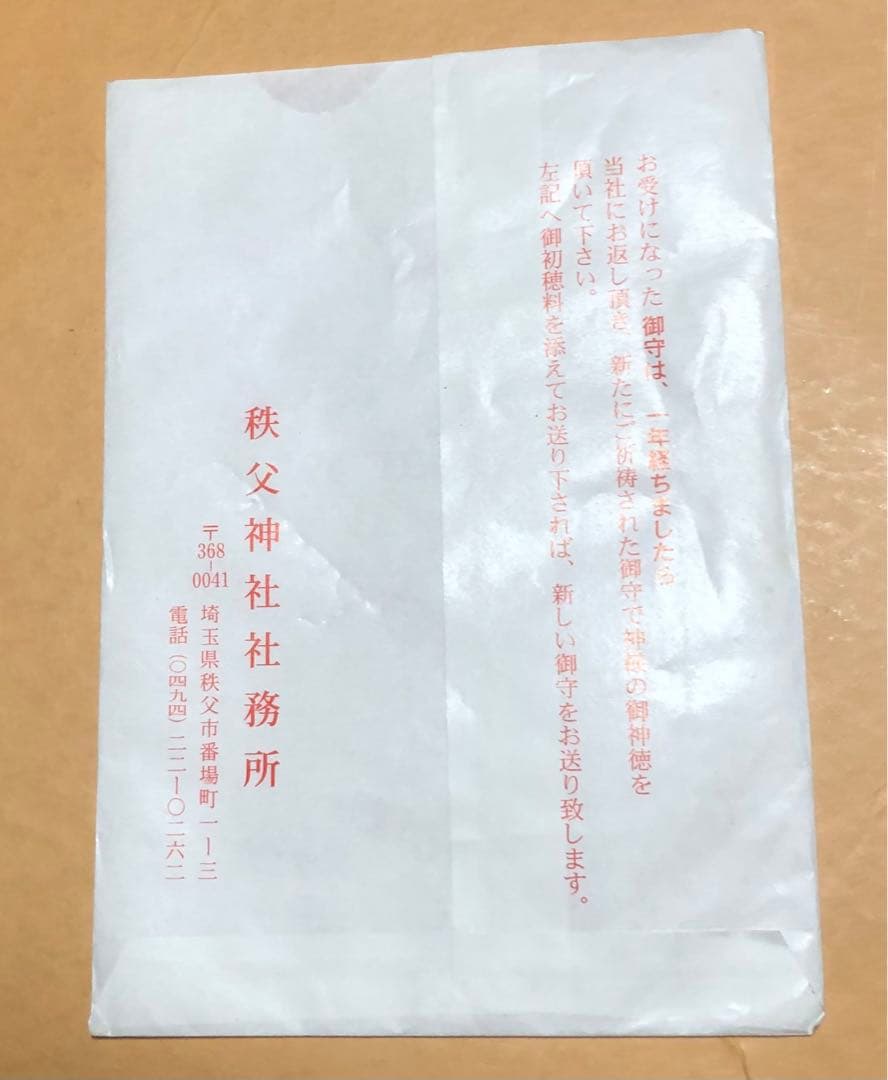 お受けになった御守は、一年経ちましたら
当社にお返し頂き、新たにご祈祷された御守で神様の御神徳を
頂いて下さい。
左記へ御初穂料を添えてお送り下されば、新しい御守をお送り致します。
秩父神社社務所
〒368-0041 埼玉県秩父市番場町一ー三
電話(〇四九四)二二ー〇二六二